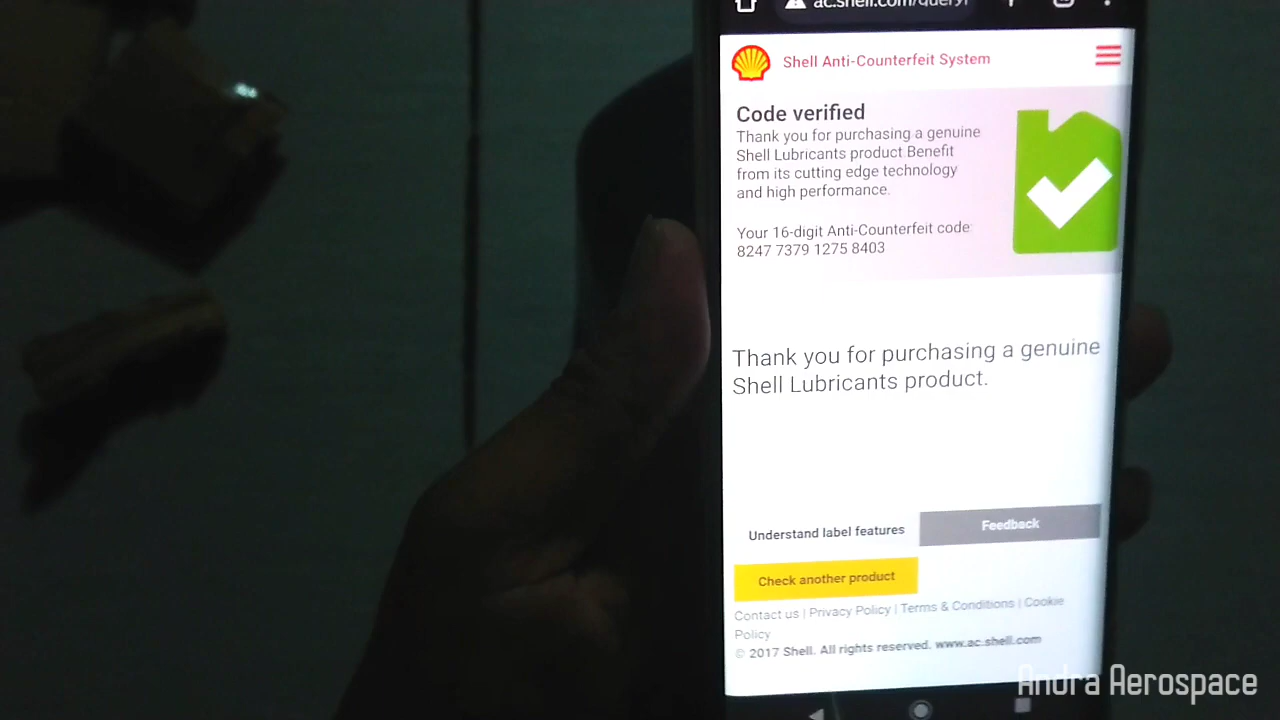 ac.shell.com/query/
Shell Anti-Counterfeit System
Code verified
Thank you for purchasing a genuine
Shell Lubricants product Benefit
from its cutting edge technology
and high performance.
Your 16-digit Anti-Counterfeit code:
8247 7379 1275 8403
Thank you for purchasing a genuine
Shell Lubricants product.
Understand label features
Feedback
Check another product
Contact us | Privacy Policy | Terms & Conditions | Cookie
Policy
© 2017 Shell. All rights reserved. www.ac.shell.com
Andra Aerospace